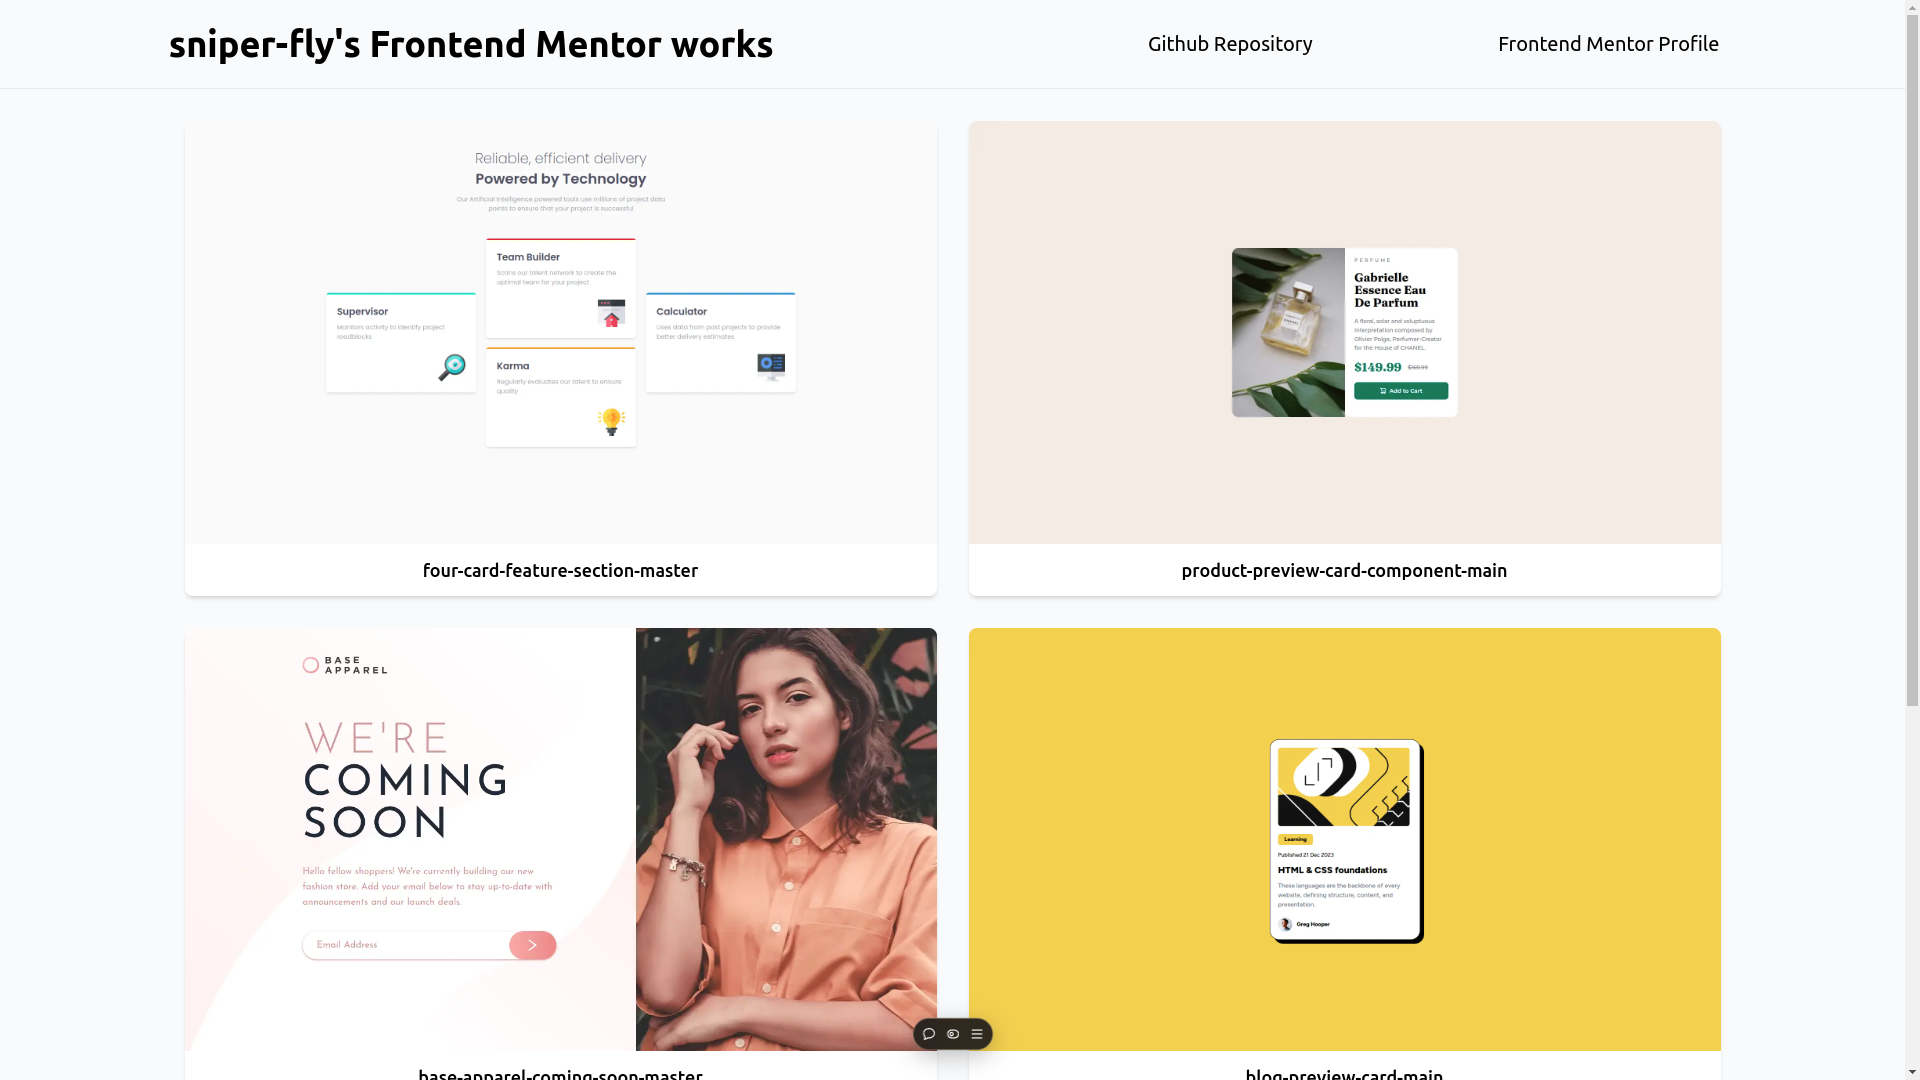 sniper-fly's Frontend Mentor works
Github Repository
Frontend Mentor Profile
Reliable, efficient delivery
Powered by Technology
Our Artificial Intelligence powered tools use millions of project data
points to ensure that your project is successful
Team Builder
Scans our talent network to create the
optimal team for your project
Supervisor
Monitors activity to identify project
roadblocks
Calculator
Uses data from past projects to provide
better delivery estimates
Karma
Regularly evaluates our talent to ensure
quality
four-card-feature-section-master
PERFUME
Gabrielle
Essence Eau
De Parfum
A floral, solar and voluptuous
interpretation composed by
Olivier Polge, Perfumer-Creator
for the House of CHANEL.
$149.99 $169.99
Add to Cart
product-preview-card-component-main
BASE
APPAREL
WE'RE
COMING
SOON
Hello fellow shoppers! We're currently building our new
fashion store. Add your email below to stay up-to-date with
announcements and our launch deals.
Email Address
base-apparel-coming-soon-master
Learning
Published 21 Dec 2023
HTML & CSS foundations
These languages are the backbone of every
website, defining structure, content, and
presentation.
Greg Hooper
blog-preview-card-main